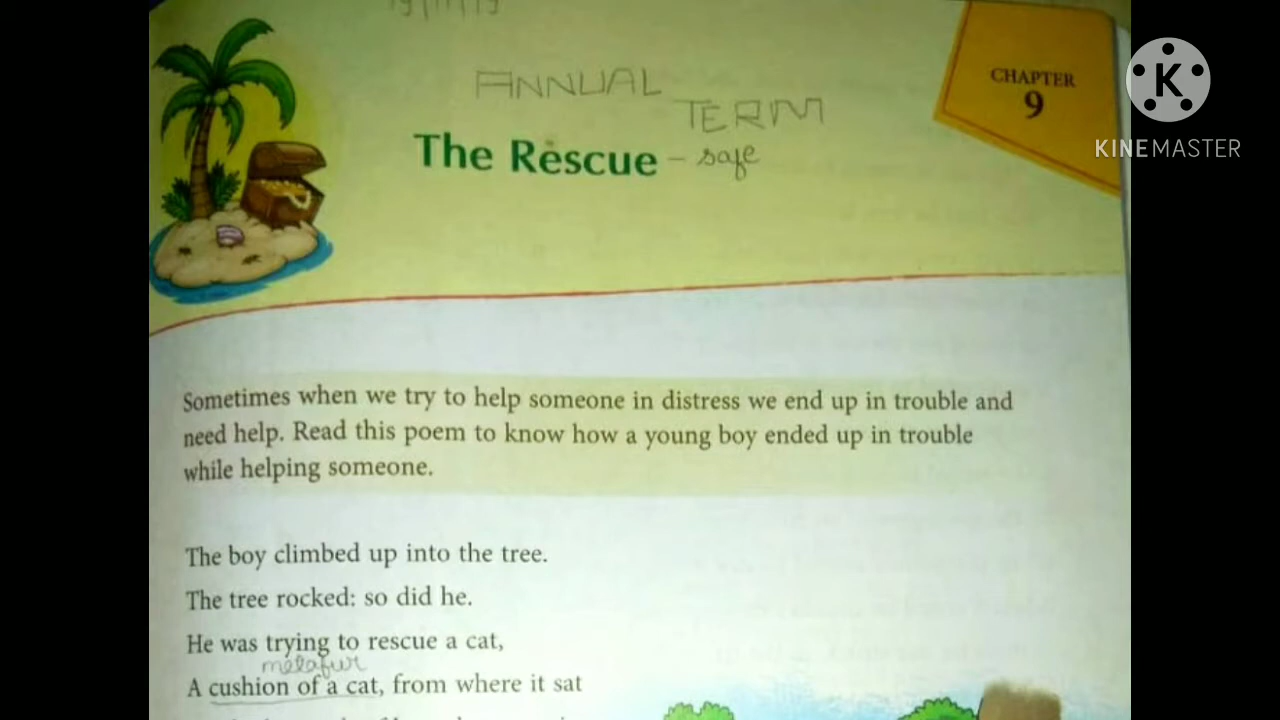 ANNUAL
TERM
CHAPTER
9
The Rescue - safe
KINEMASTER
Sometimes when we try to help someone in distress we end up in trouble and
need help. Read this poem to know how a young boy ended up in trouble
while helping someone.
The boy climbed up into the tree.
The tree rocked: so did he.
He was trying to rescue a cat,
metafur
A cushion of a cat, from where it sat